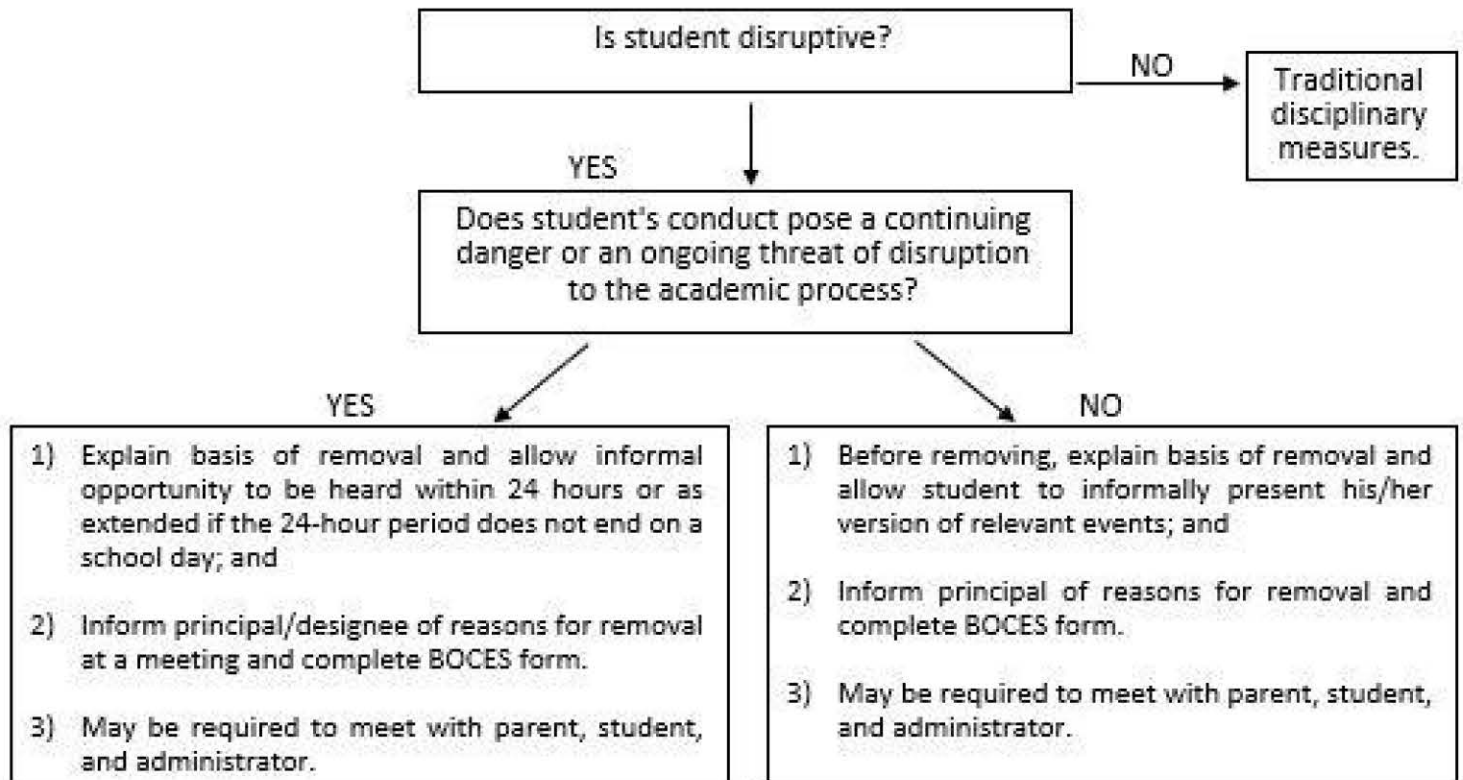 Is student disruptive?
NO
Traditional
disciplinary
measures.
YES
Does student's conduct pose a continuing
danger or an ongoing threat of disruption
to the academic process?
YES
NO
1) Explain basis of removal and allow informal
opportunity to be heard within 24 hours or as
extended if the 24-hour period does not end on a
school day; and
2) Inform principal/designee of reasons for removal
at a meeting and complete BOCES form.
3) May be required to meet with parent, student,
and administrator.
1) Before removing, explain basis of removal and
allow student to informally present his/her
version of relevant events; and
2) Inform principal of reasons for removal and
complete BOCES form.
3) May be required to meet with parent, student,
and administrator.